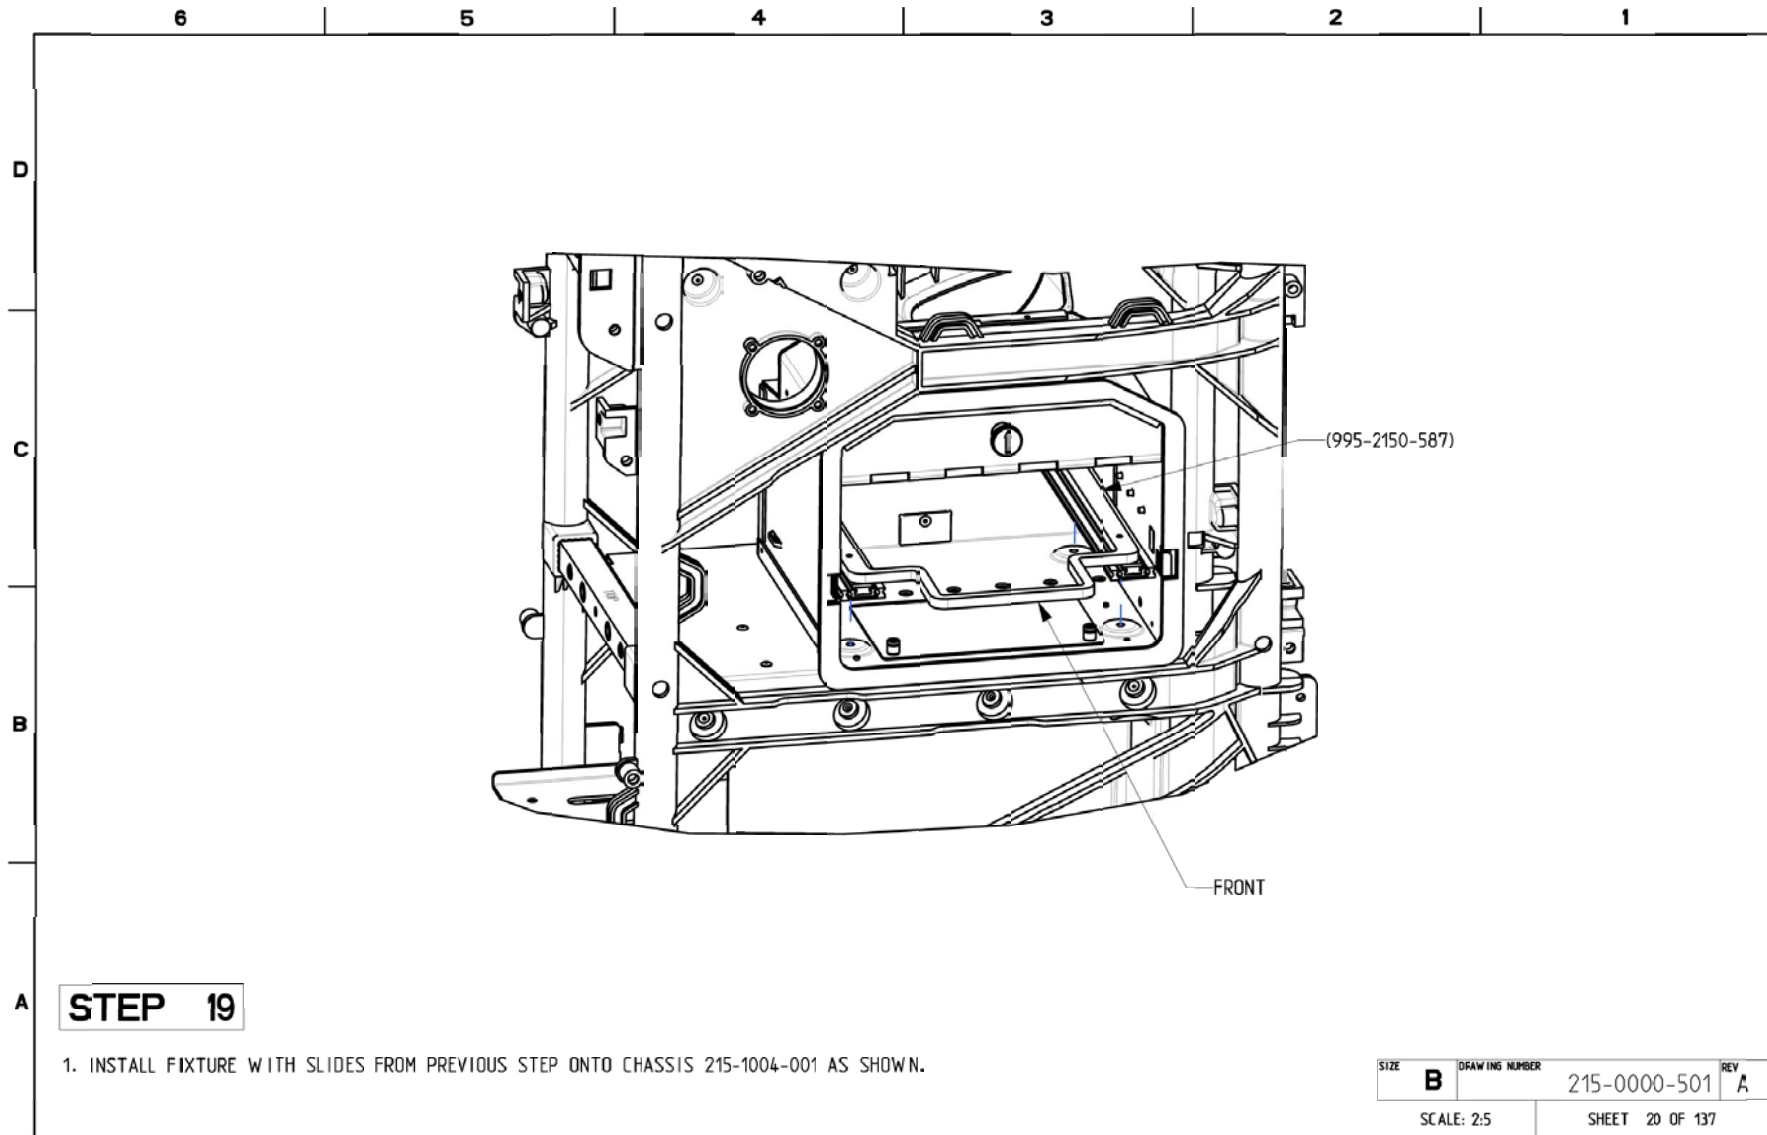 6 5 4 3 2 1
D
C
(995-2150-587)
B
FRONT
A
STEP 19
1. INSTALL FIXTURE WITH SLIDES FROM PREVIOUS STEP ONTO CHASSIS 215-1004-001 AS SHOWN.
SIZE
B
DRAWING NUMBER
215-0000-501
REV
A
SCALE: 2:5
SHEET 20 OF 137